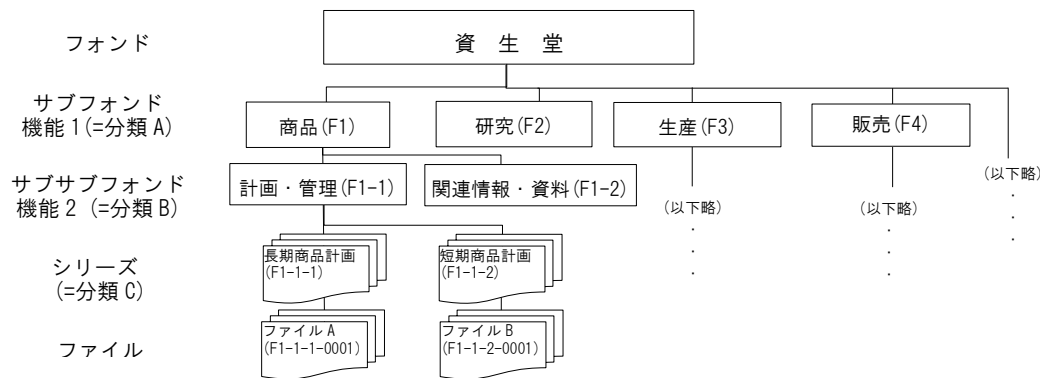 フォンド
資 生 堂
サブフォンド
機能 1 (=分類 A)
商品(F1)
研究(F2)
生産(F3)
販売(F4)
(以下略)
サブサブフォンド
機能 2 (=分類 B)
計画・管理(F1-1)
関連情報・資料(F1-2)
(以下略)
(以下略)
シリーズ
(=分類 C)
長期商品計画
(F1-1-1)
短期商品計画
(F1-1-2)
ファイル
ファイル A
(F1-1-1-0001)
ファイル B
(F1-1-2-0001)